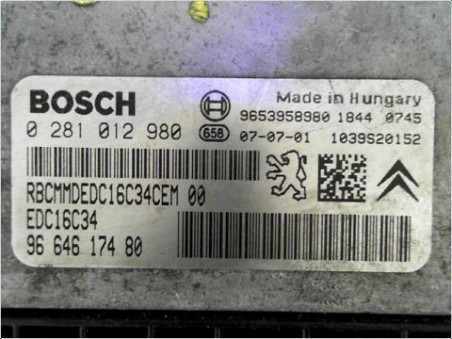 BOSCH
Made in Hungary
9653958980 1844 0745
0 281 012 980
658 07-07-01 1039S20152
RBCMMDEDC16C34CEM 00
EDC16C34
96 646 174 80